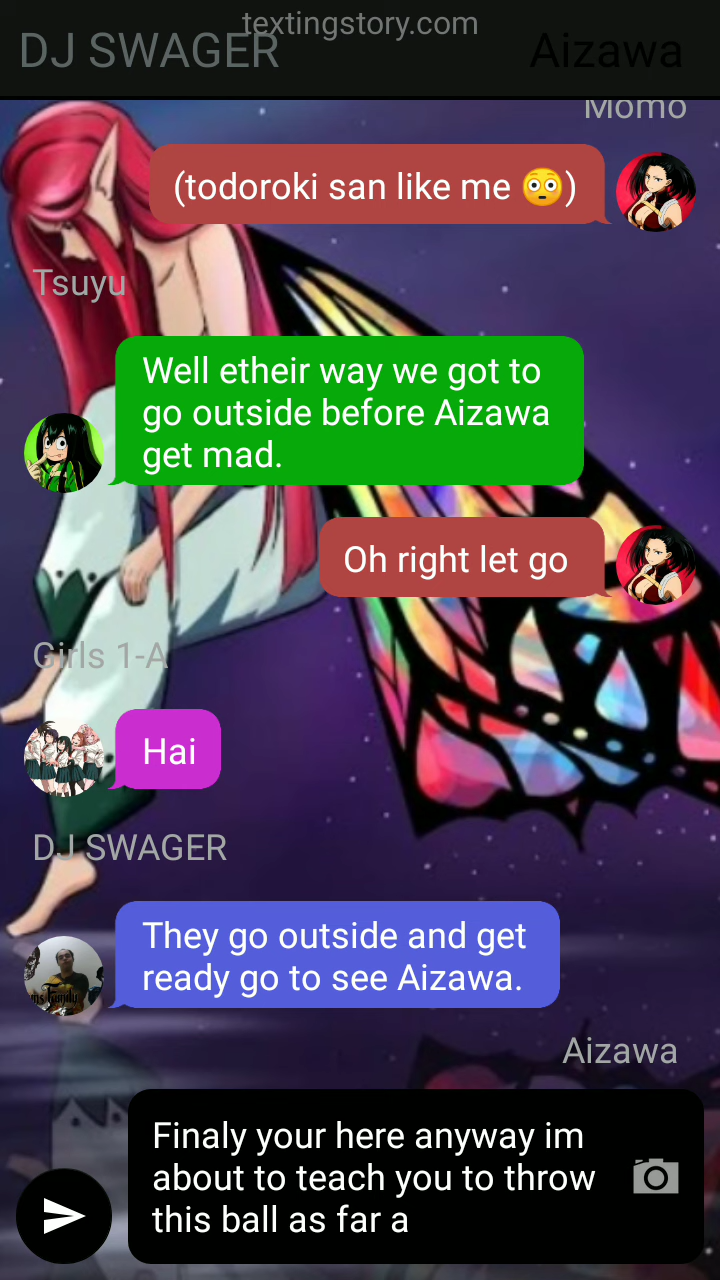 textingstory.com
DJ SWAGER
Aizawa
Momo
(todoroki san like me 😳)
Tsuyu
Well etheir way we got to
go outside before Aizawa
get mad.
Oh right let go
Girls 1-A
Hai
DJ SWAGER
They go outside and get
ready go to see Aizawa.
Aizawa
Finaly your here anyway im
about to teach you to throw
this ball as far a